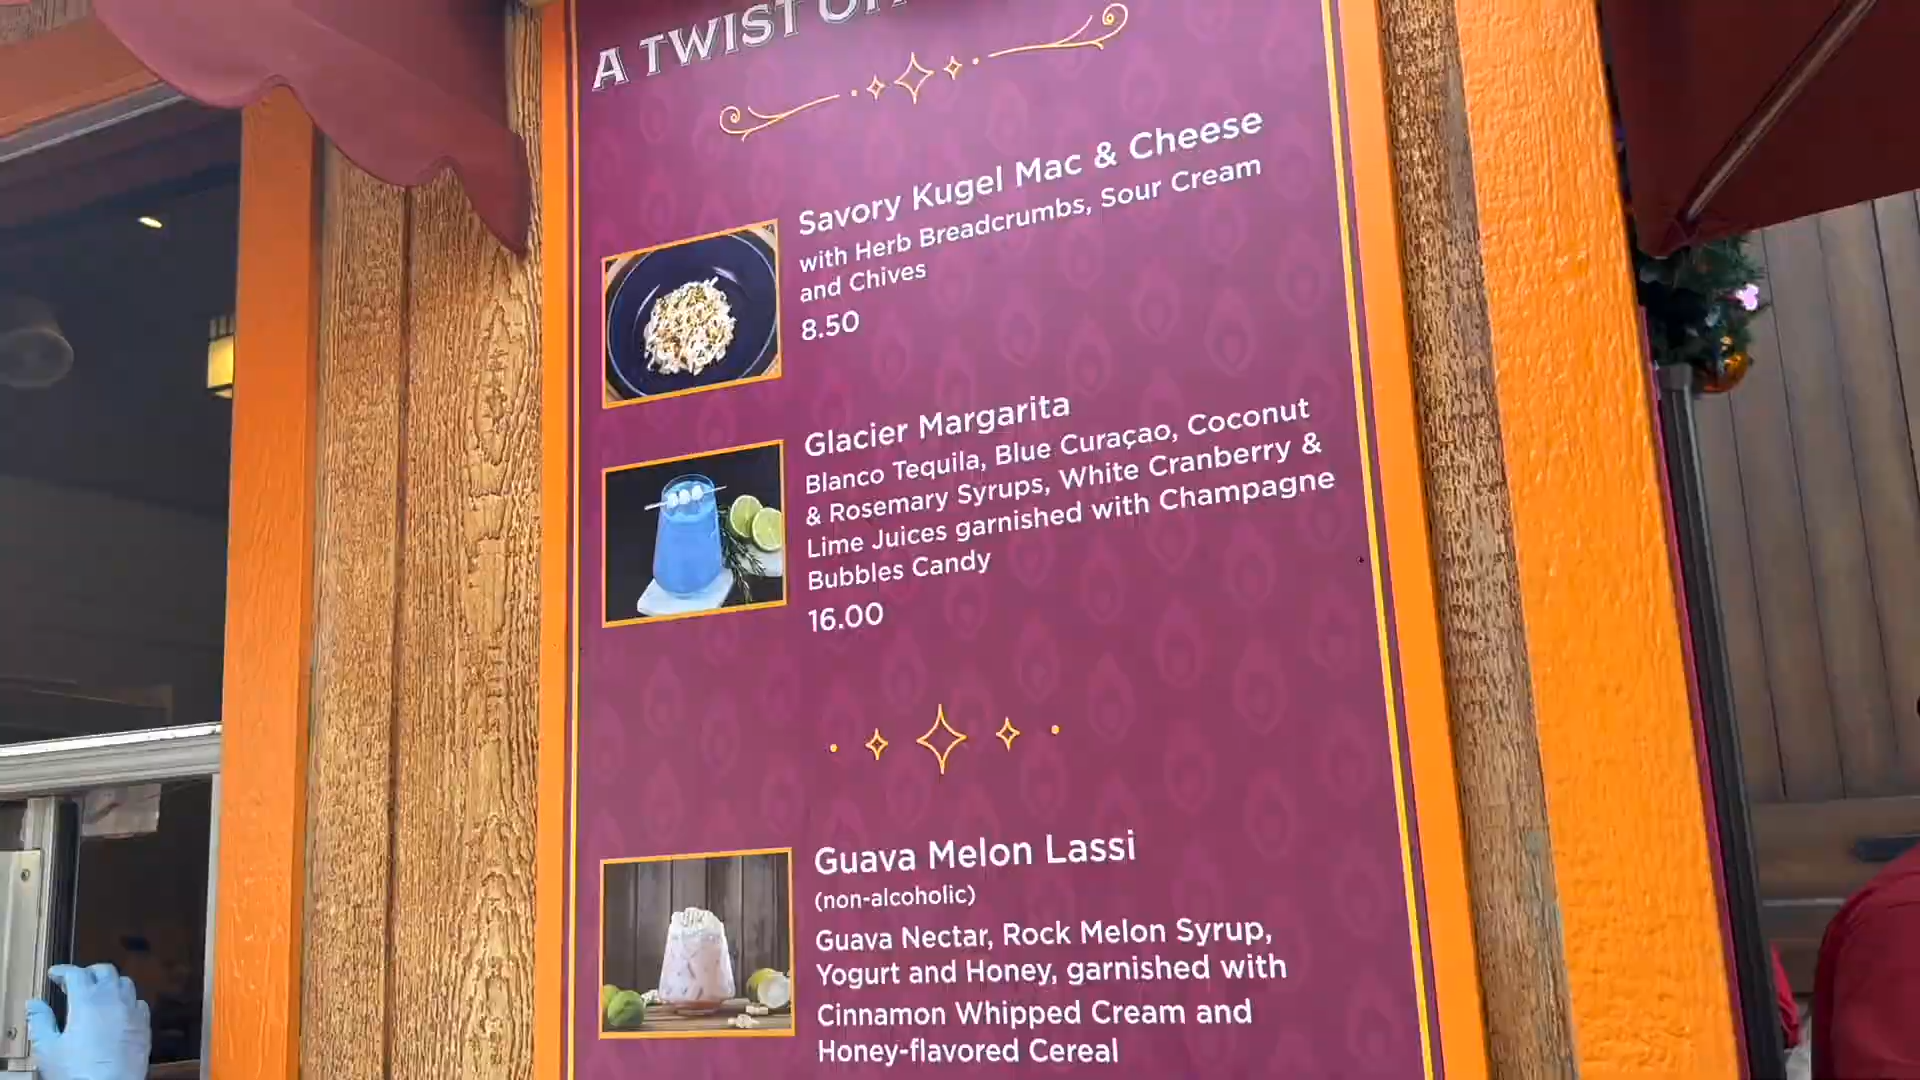 A TWIST
Savory Kugel Mac & Cheese
with Herb Breadcrumbs, Sour Cream
and Chives
8.50
Glacier Margarita
Blanco Tequila, Blue Curaçao, Coconut
& Rosemary Syrups, White Cranberry &
Lime Juices garnished with Champagne
Bubbles Candy
16.00
Guava Melon Lassi
(non-alcoholic)
Guava Nectar, Rock Melon Syrup,
Yogurt and Honey, garnished with
Cinnamon Whipped Cream and
Honey-flavored Cereal